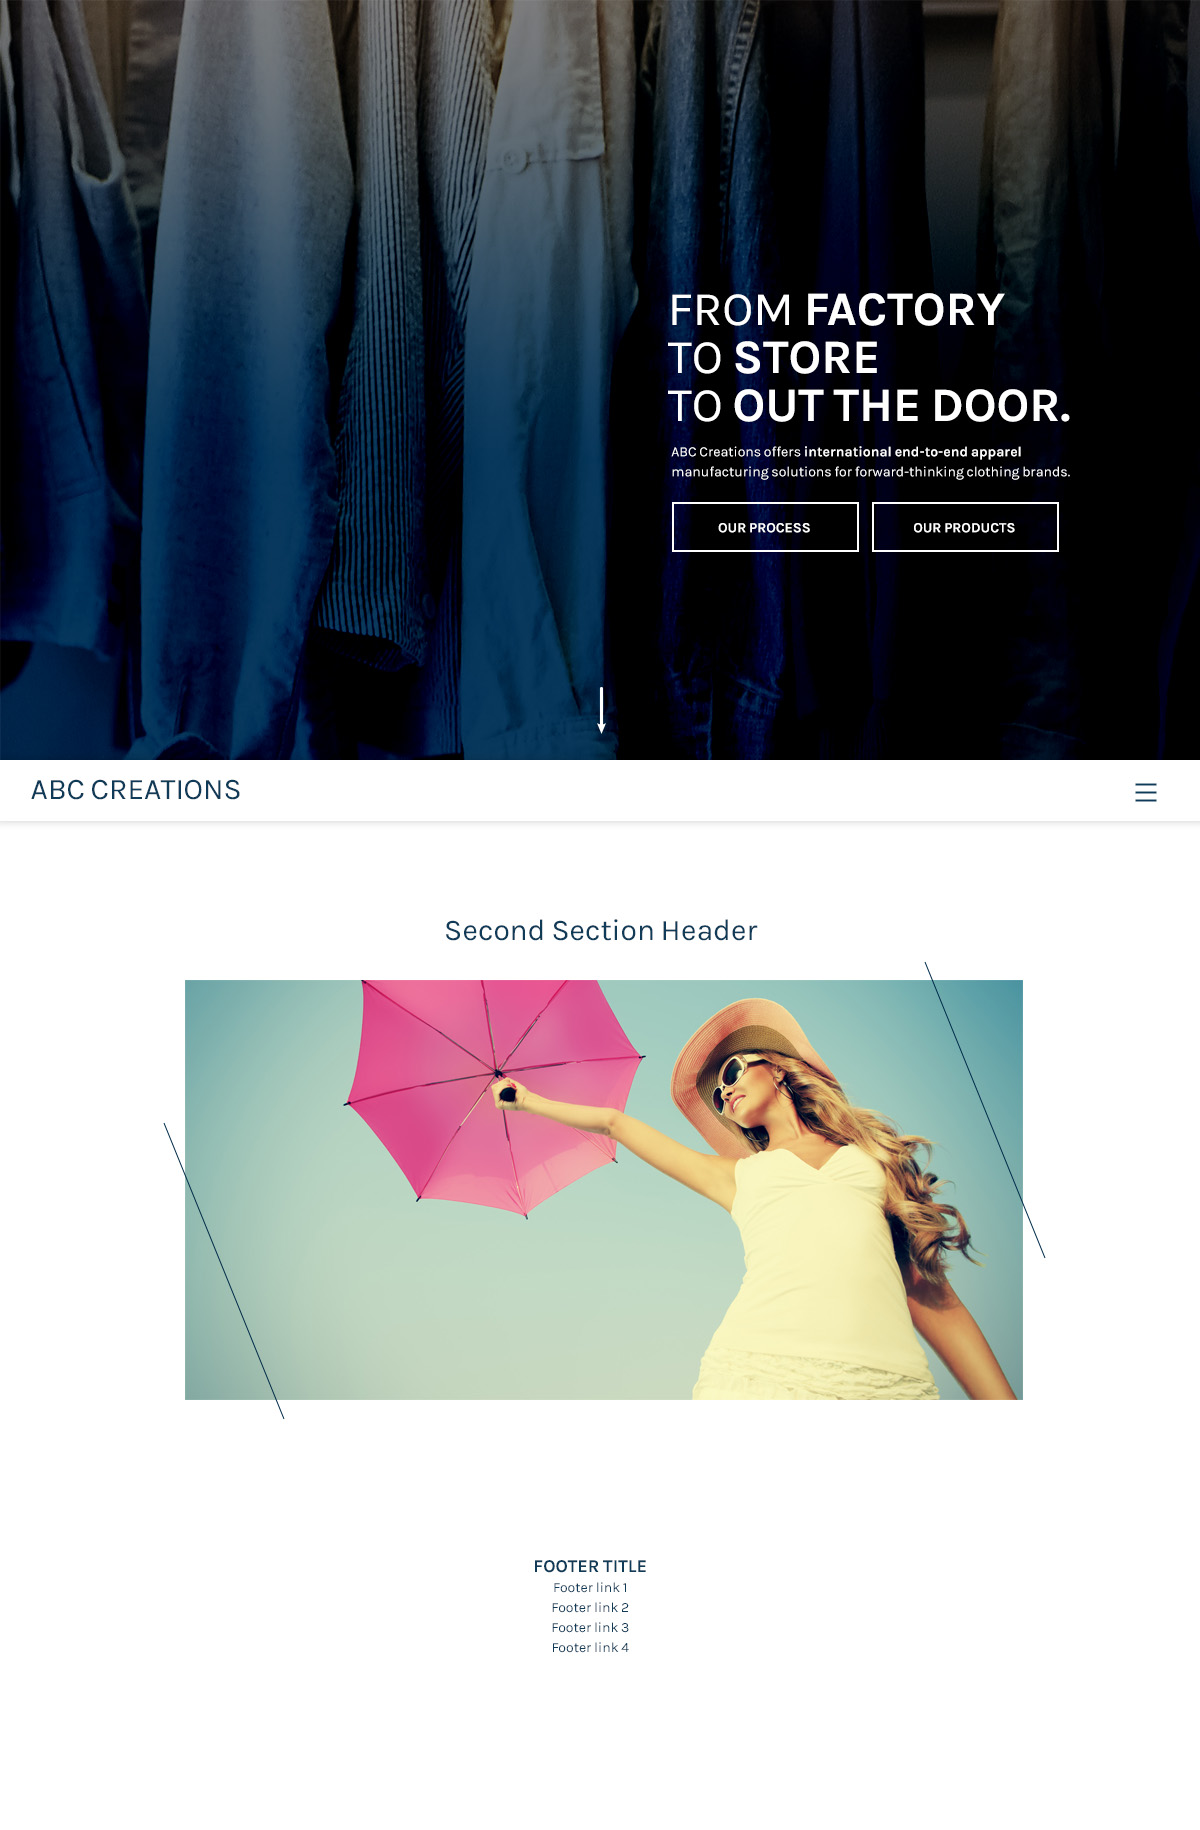 FROM FACTORY
TO STORE
TO OUT THE DOOR.
ABC Creations offers international end-to-end apparel
manufacturing solutions for forward-thinking clothing brands.
OUR PROCESS
OUR PRODUCTS
ABC CREATIONS
Second Section Header
FOOTER TITLE
Footer link 1
Footer link 2
Footer link 3
Footer link 4